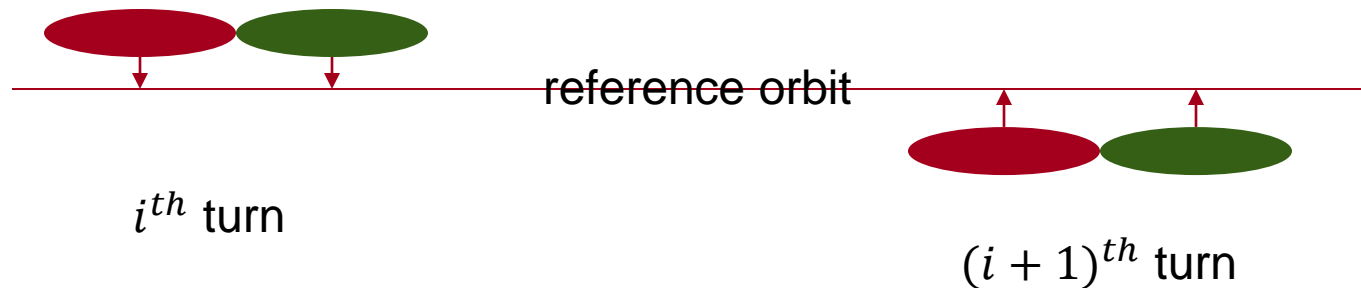 reference orbit
i^{th} turn
(i + 1)^{th} turn